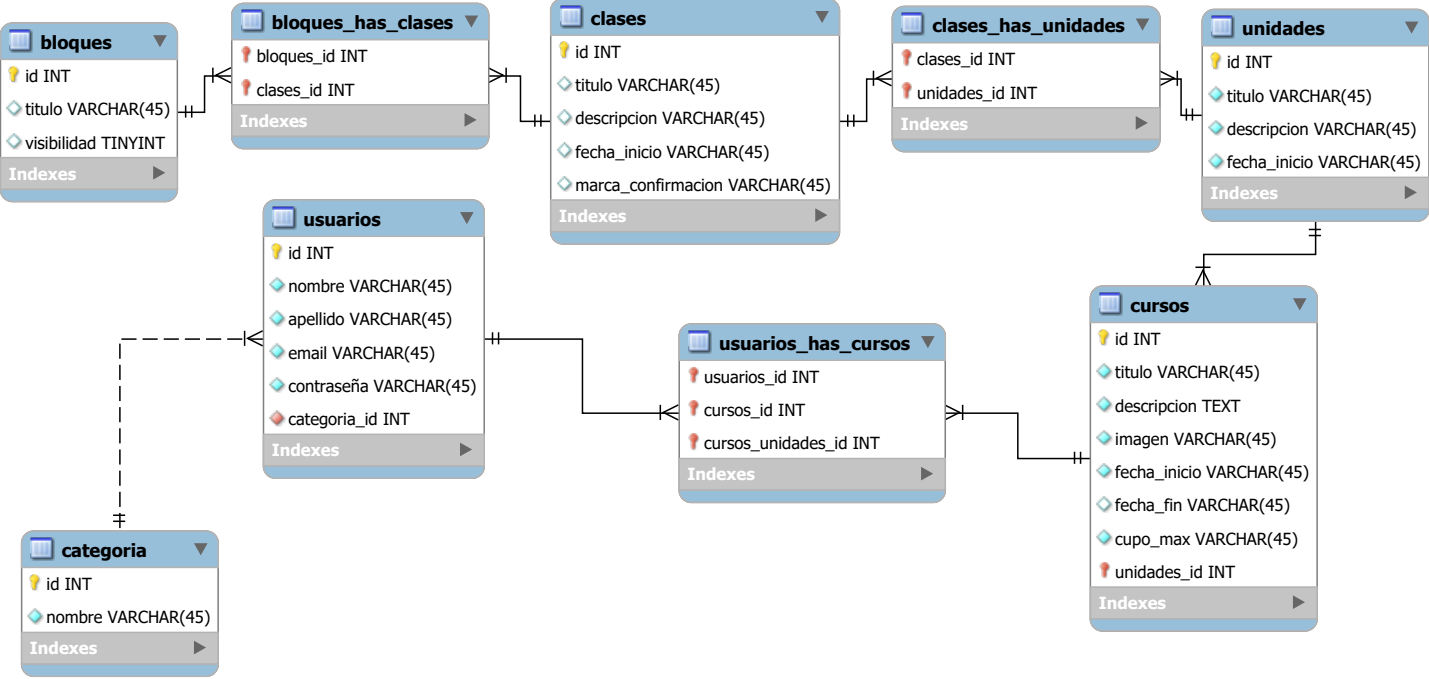 bloques
id INT
titulo VARCHAR(45)
visibilidad TINYINT
Indexes
bloques_has_clases
bloques_id INT
clases_id INT
Indexes
clases
id INT
titulo VARCHAR(45)
descripcion VARCHAR(45)
fecha_inicio VARCHAR(45)
marca_confirmacion VARCHAR(45)
Indexes
clases_has_unidades
clases_id INT
unidades_id INT
Indexes
unidades
id INT
titulo VARCHAR(45)
descripcion VARCHAR(45)
fecha_inicio VARCHAR(45)
Indexes
usuarios
id INT
nombre VARCHAR(45)
apellido VARCHAR(45)
email VARCHAR(45)
contraseña VARCHAR(45)
categoria_id INT
Indexes
usuarios_has_cursos
usuarios_id INT
cursos_id INT
cursos_unidades_id INT
Indexes
cursos
id INT
titulo VARCHAR(45)
descripcion TEXT
imagen VARCHAR(45)
fecha_inicio VARCHAR(45)
fecha_fin VARCHAR(45)
cupo_max VARCHAR(45)
unidades_id INT
Indexes
categoria
id INT
nombre VARCHAR(45)
Indexes